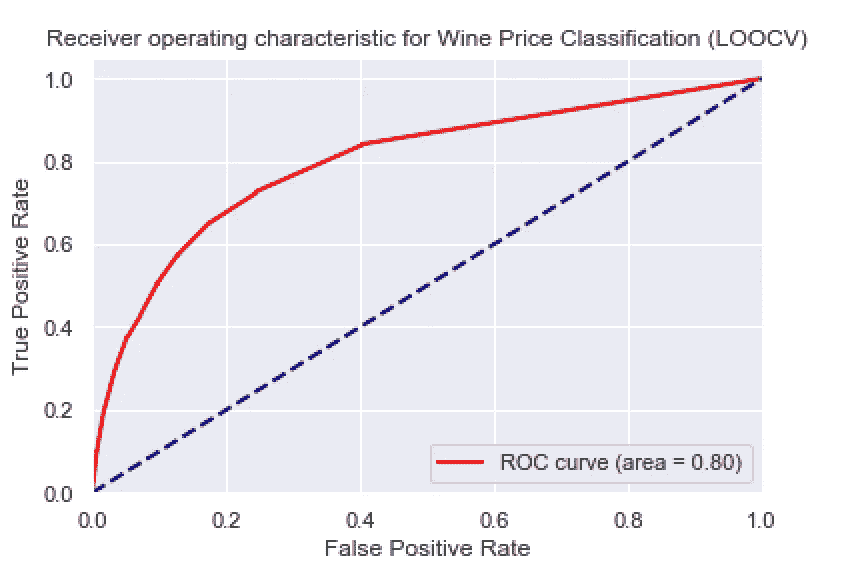 Receiver operating characteristic for Wine Price Classification (LOOCV)
True Positive Rate
1.0
0.8
0.6
0.4
0.2
0.0
ROC curve (area = 0.80)
0.0 0.2 0.4 0.6 0.8 1.0
False Positive Rate